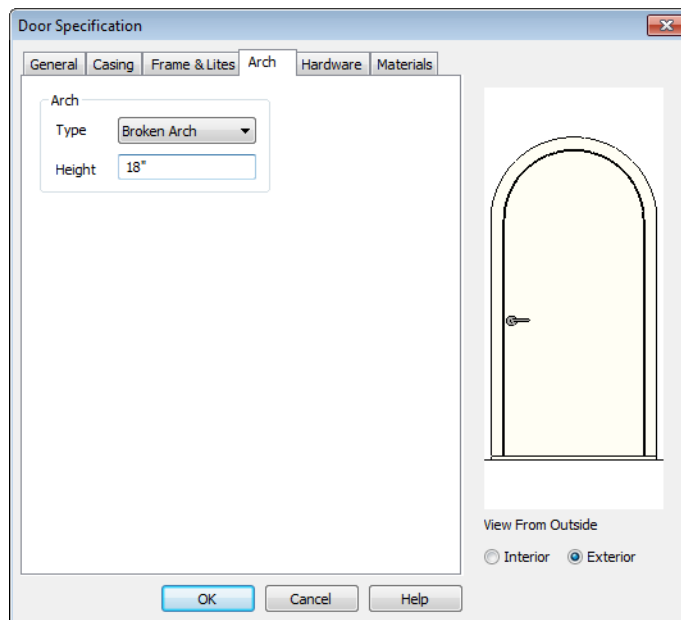 Door Specification
General Casing Frame & Lites Arch Hardware Materials
Arch
Type Broken Arch
Height 18"
View From Outside
Interior Exterior
OK Cancel Help